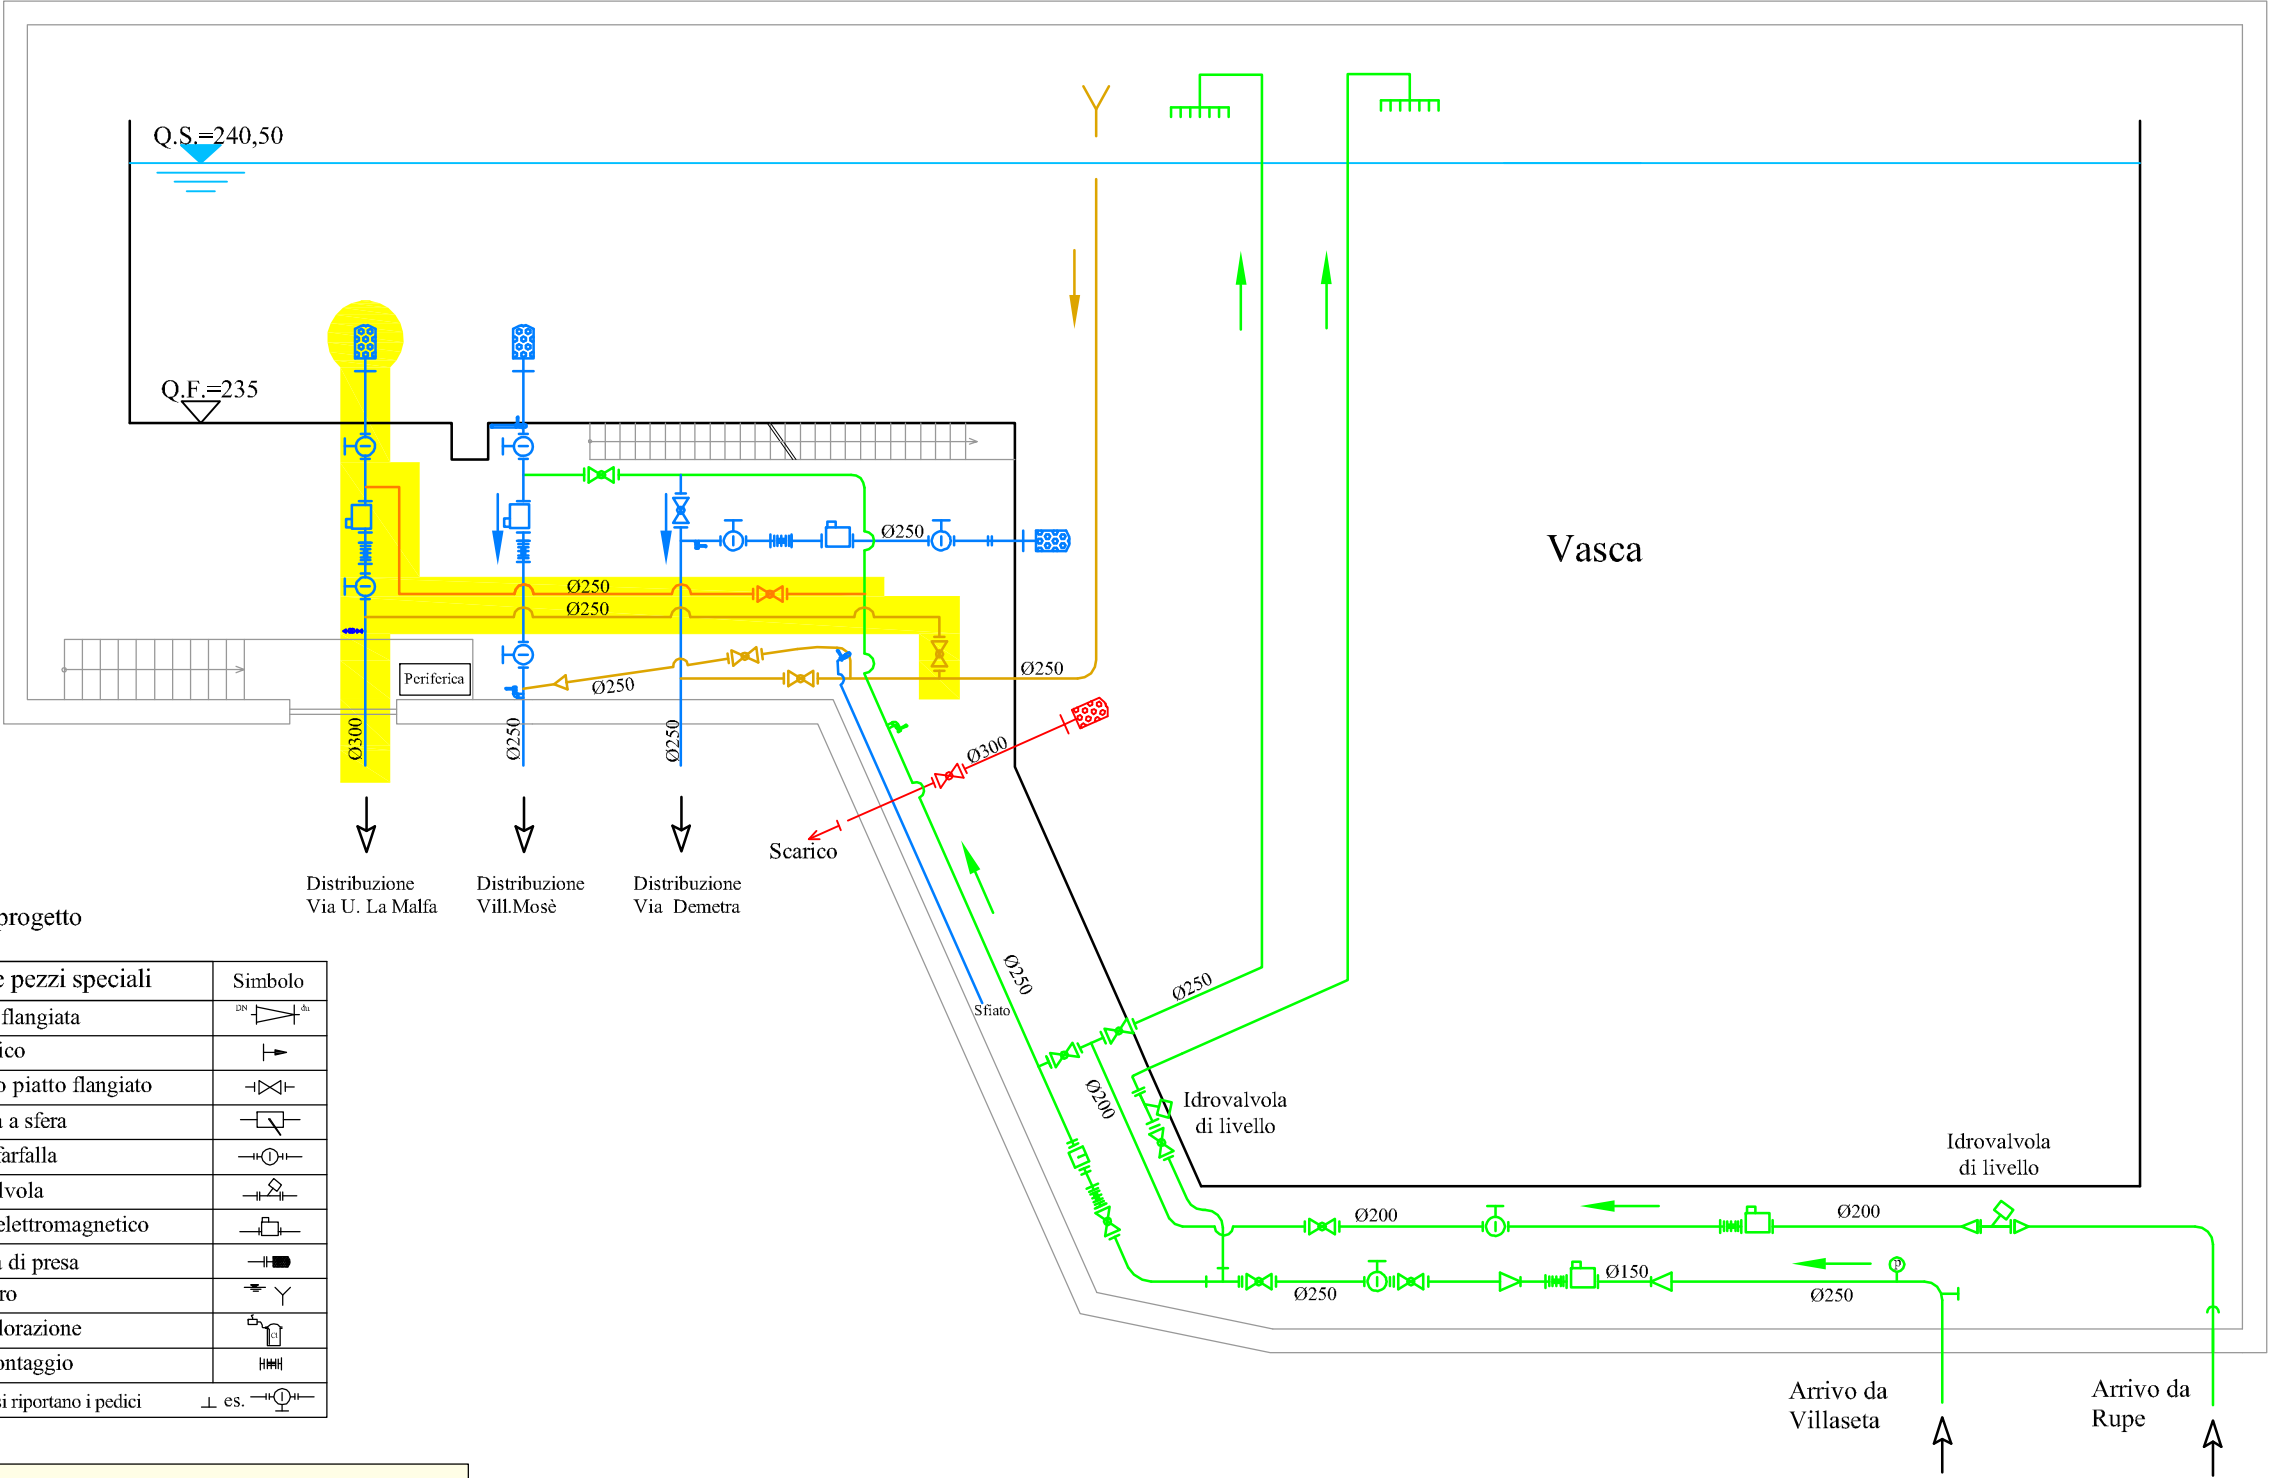 Q.S.=240,50
Q.F.=235
Vasca
Ø250
Ø250
Ø250
Ø250
Ø250
Periferica
Ø300
Ø250
Ø250
Ø300
Scarico
Distribuzione
Via U. La Malfa
Distribuzione
Vill.Mosè
Distribuzione
Via Demetra
Ø250
Sfiato
Ø250
Ø200
Idrovalvola
di livello
Idrovalvola
di livello
Ø200
Ø200
P
Ø150
Ø250
Ø250
Arrivo da
Villaseta
Arrivo da
Rupe
progetto
e pezzi speciali
Simbolo
flangiata
DN
du
ico
o piatto flangiato
a a sfera
farfalla
lvola
elettromagnetico
a di presa
ro
lorazione
Cl
ontaggio
si riportano i pedici
⊥ es.